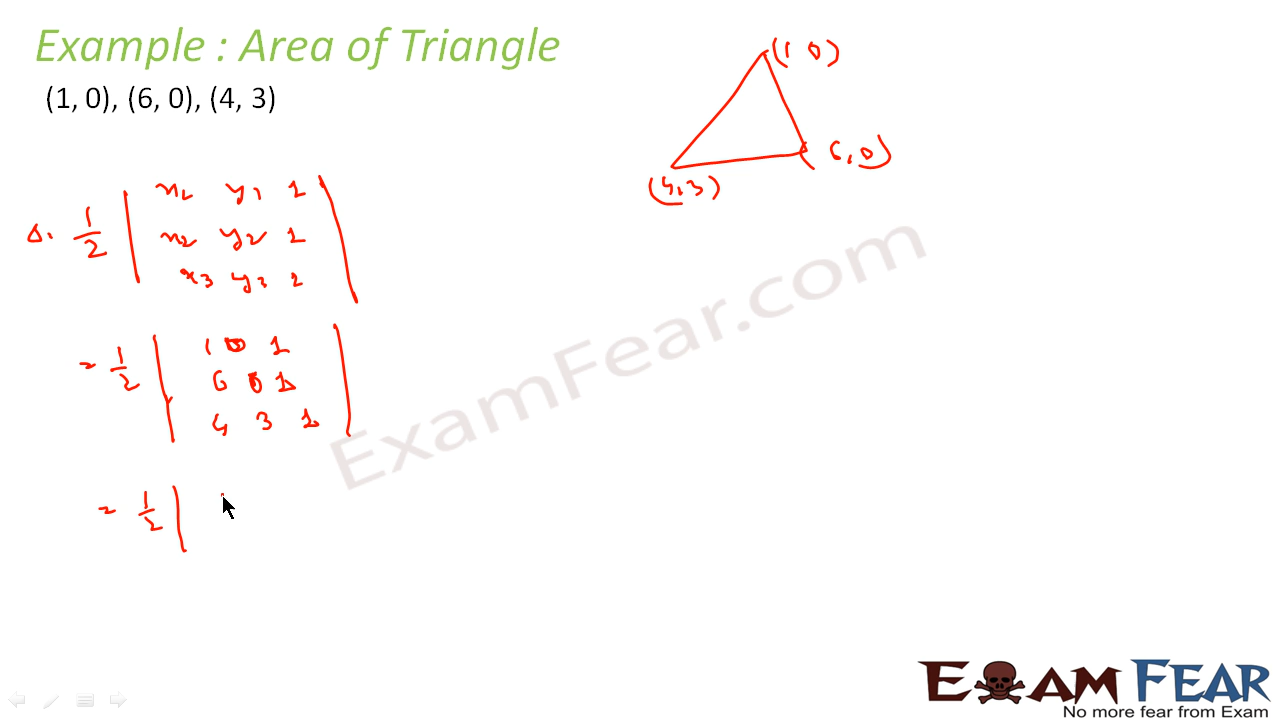 Example : Area of Triangle
(1, 0), (6, 0), (4, 3)
(1 0)
( 6, 0)
(4, 3)
Δ. 1/2 | x2 y1 1 |
x2 y2 1
x3 y3 1
= 1/2 | 1 0 1 |
6 0 1
4 3 1
= 1/2 |
ExamFear.com
EXAM FEAR
No more fear from Exam